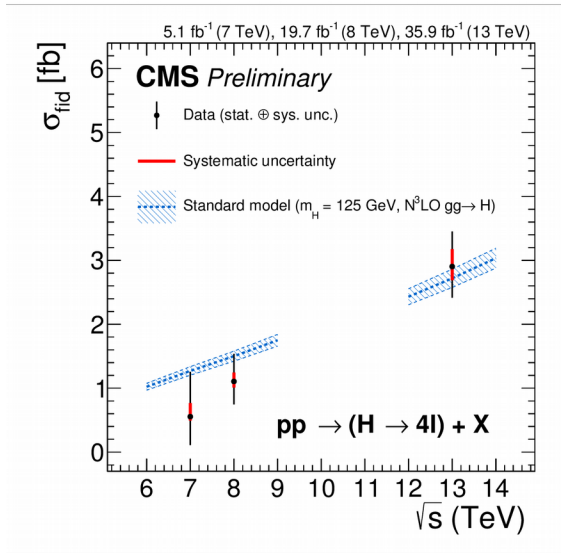 5.1 fb⁻¹ (7 TeV), 19.7 fb⁻¹ (8 TeV), 35.9 fb⁻¹ (13 TeV)
σfid [fb]
CMS Preliminary
Data (stat. ⊕ sys. unc.)
Systematic uncertainty
Standard model (mH = 125 GeV, N³LO gg→ H)
6
5
4
3
2
1
0
pp → (H → 4l) + X
6 7 8 9 10 11 12 13 14
√s (TeV)